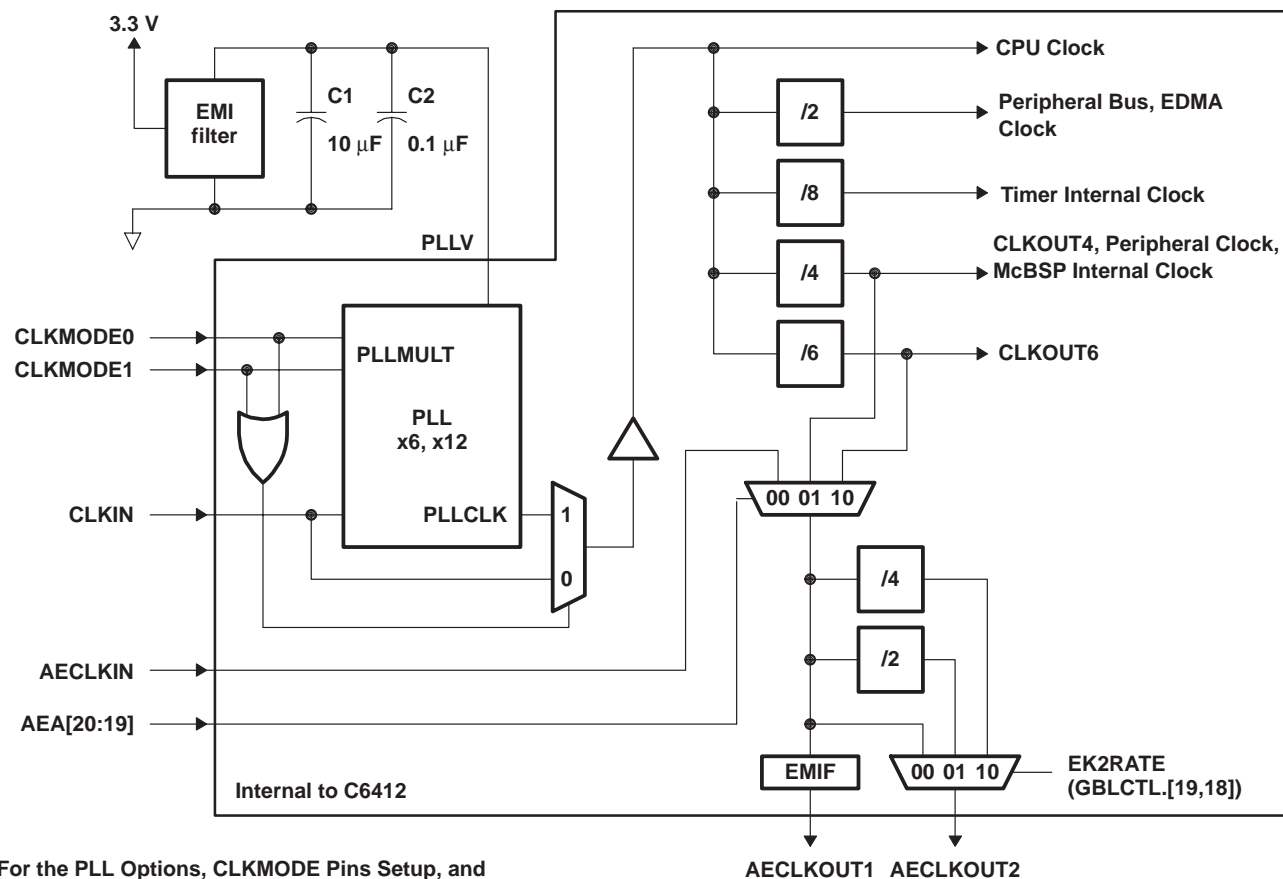 3.3 V
EMI
filter
C1
10 μF
C2
0.1 μF
PLLV
CPU Clock
/2
Peripheral Bus, EDMA
Clock
/8
Timer Internal Clock
/4
CLKOUT4, Peripheral Clock,
McBSP Internal Clock
/6
CLKOUT6
CLKMODE0
CLKMODE1
PLLMULT
PLL
x6, x12
CLKIN
PLLCLK
1
0
00 01 10
/4
/2
AECLKIN
AEA[20:19]
EMIF
00 01 10
EK2RATE
(GBLCTL.[19,18])
Internal to C6412
AECLKOUT1 AECLKOUT2
For the PLL Options, CLKMODE Pins Setup, and